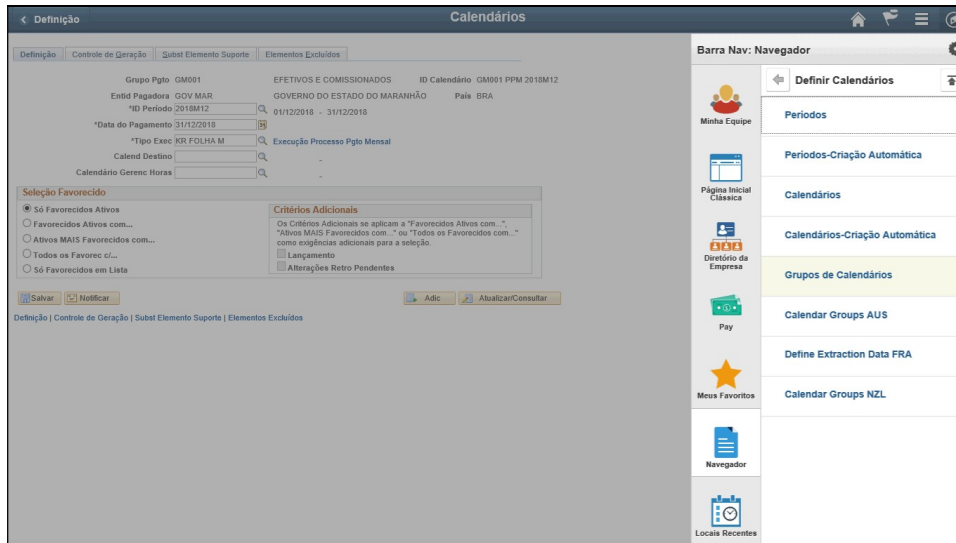 Definição
Calendários
Definição
Controle de Geração
Subst Elemento Suporte
Elementos Excluídos
Grupo Pgto GM001 EFETIVOS E COMISSIONADOS ID Calendário GM001 PPM 2018M12
Entid Pagadora GOV MAR GOVERNO DO ESTADO DO MARANHÃO País BRA
*ID Período 2018M12 01/12/2018 - 31/12/2018
*Data do Pagamento 31/12/2018
*Tipo Exec KR FOLHA M Execução Processo Pgto Mensal
Calend Destino -
Calendário Gerenc Horas -
Seleção Favorecido
Só Favorecidos Ativos
Favorecidos Ativos com...
Ativos MAIS Favorecidos com...
Todos os Favorec c/...
Só Favorecidos em Lista
Critérios Adicionais
Os Critérios Adicionais se aplicam a "Favorecidos Ativos com...",
"Ativos MAIS Favorecidos com..." ou "Todos os Favorecidos com..."
como exigências adicionais para a seleção.
Lançamento
Alterações Retro Pendentes
Salvar
Notificar
Adic
Atualizar/Consultar
Definição | Controle de Geração | Subst Elemento Suporte | Elementos Excluídos
Barra Nav: Navegador
Minha Equipe
Página Inicial
Clássica
Diretório da
Empresa
Pay
Meus Favoritos
Navegador
Locais Recentes
Definir Calendários
Períodos
Períodos-Criação Automática
Calendários
Calendários-Criação Automática
Grupos de Calendários
Calendar Groups AUS
Define Extraction Data FRA
Calendar Groups NZL